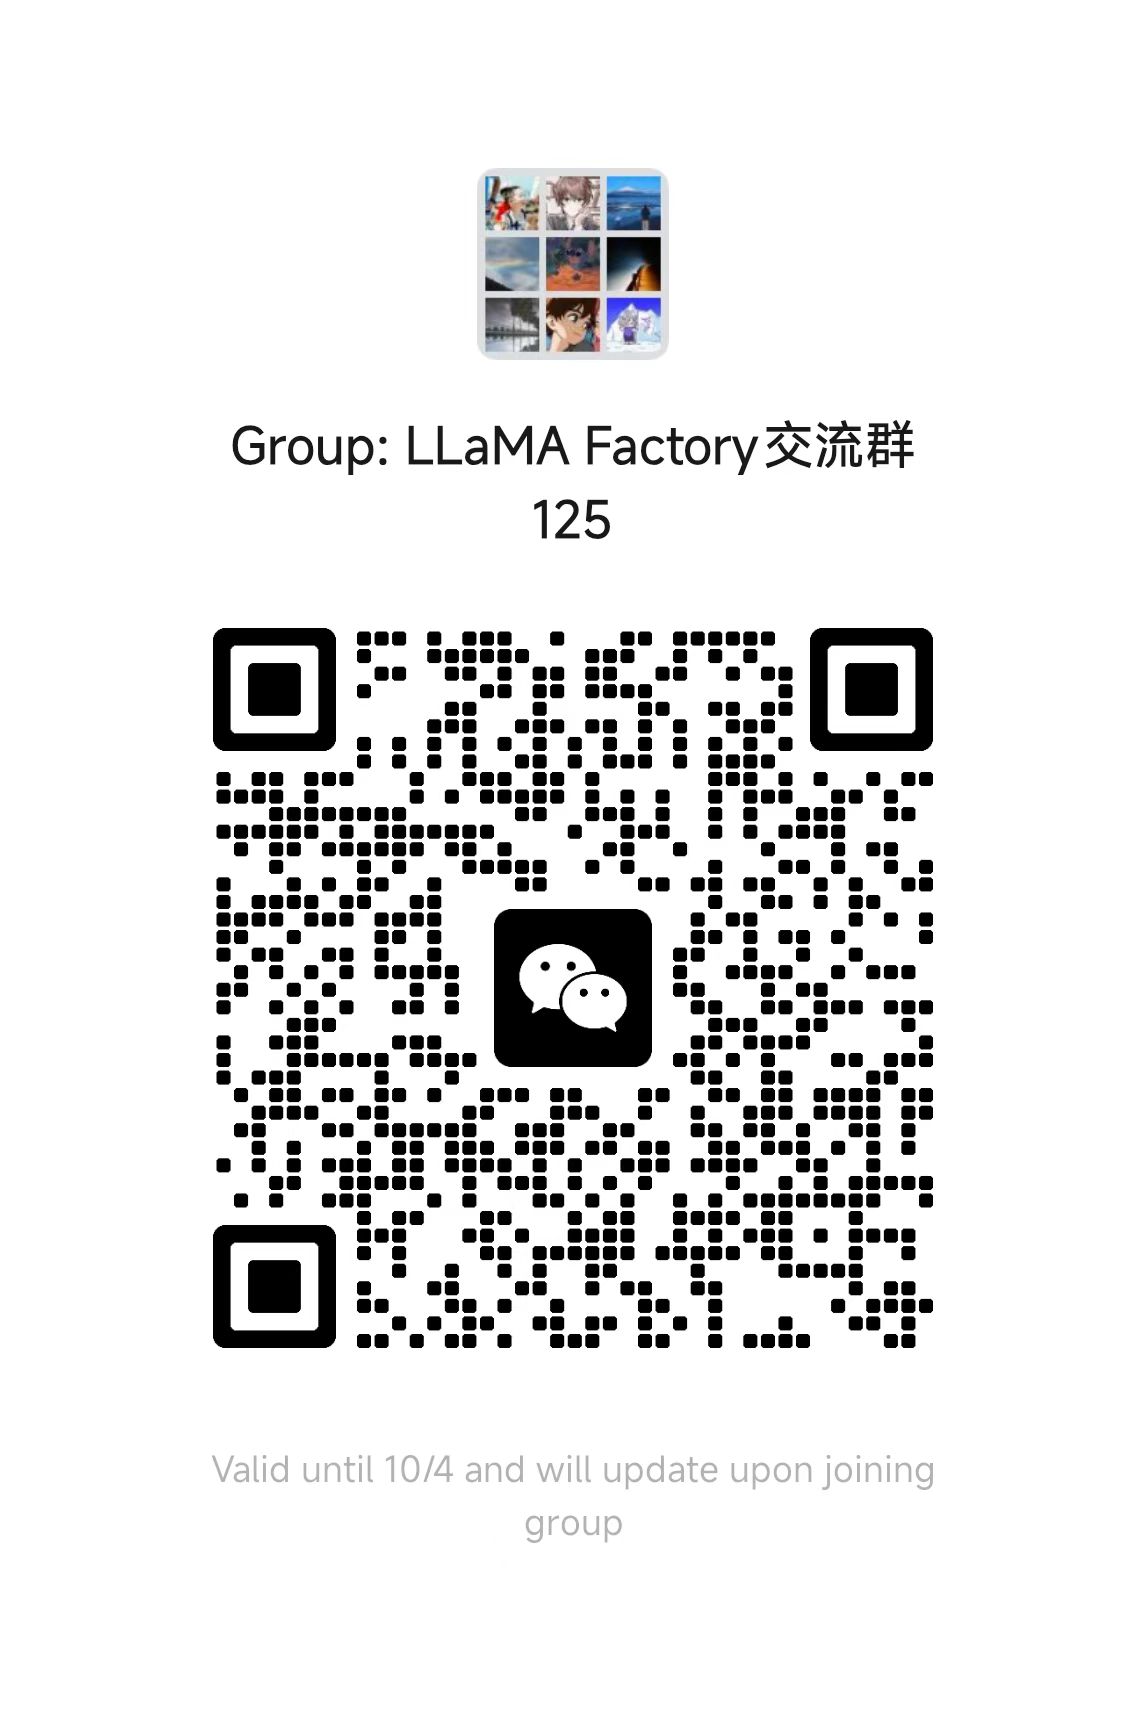 Group: LLaMA Factory交流群
125
Valid until 10/4 and will update upon joining
group